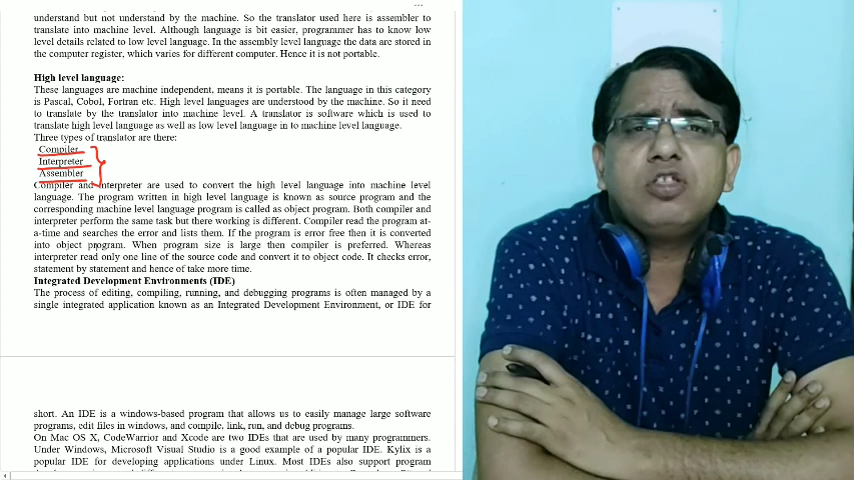 understand but not understand by the machine. So the translator used here is assembler to
translate into machine level. Although language is bit easier, programmer has to know low
level details related to low level language. In the assembly level language the data are stored in
the computer register, which varies for different computer. Hence it is not portable.
High level language:
These languages are machine independent, means it is portable. The language in this category
is Pascal, Cobol, Fortran etc. High level languages are understood by the machine. So it need
to translate by the translator into machine level. A translator is software which is used to
translate high level language as well as low level language in to machine level language.
Three types of translator are there:
Compiler
Interpreter
Assembler
Compiler and interpreter are used to convert the high level language into machine level
language. The program written in high level language is known as source program and the
corresponding machine level language program is called as object program. Both compiler and
interpreter perform the same task but there working is different. Compiler read the program at-
a-time and searches the error and lists them. If the program is error free then it is converted
into object program. When program size is large then compiler is preferred. Whereas
interpreter read only one line of the source code and convert it to object code. It checks error,
statement by statement and hence of take more time.
Integrated Development Environments (IDE)
The process of editing, compiling, running, and debugging programs is often managed by a
single integrated application known as an Integrated Development Environment, or IDE for
short. An IDE is a windows-based program that allows us to easily manage large software
programs, edit files in windows, and compile, link, run, and debug programs.
On Mac OS X, CodeWarrior and Xcode are two IDEs that are used by many programmers.
Under Windows, Microsoft Visual Studio is a good example of a popular IDE. Kylix is a
popular IDE for developing applications under Linux. Most IDEs also support program